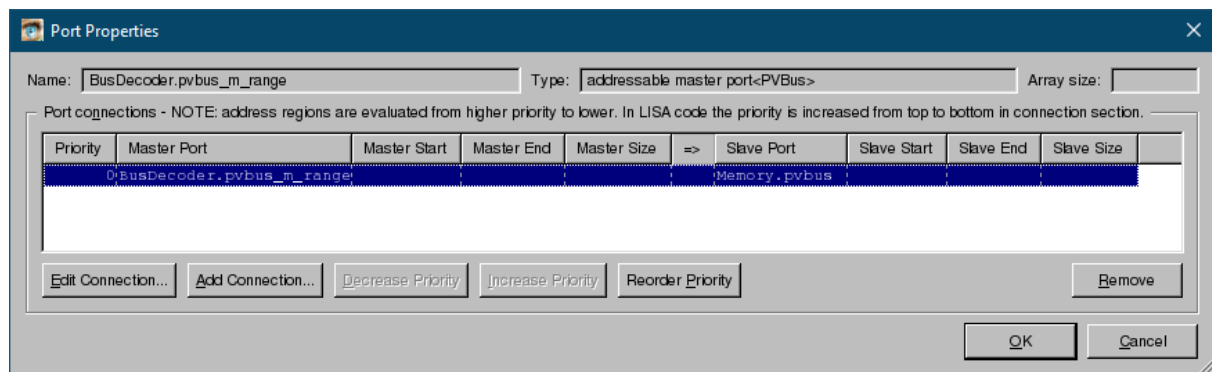 Port Properties
Name: BusDecoder.pvbus_m_range Type: addressable master port<PVBus> Array size:
Port connections - NOTE: address regions are evaluated from higher priority to lower. In LISA code the priority is increased from top to bottom in connection section.
Priority Master Port Master Start Master End Master Size => Slave Port Slave Start Slave End Slave Size
0 BusDecoder.pvbus_m_range Memory.pvbus
Edit Connection... Add Connection... Decrease Priority Increase Priority Reorder Priority Remove
OK Cancel